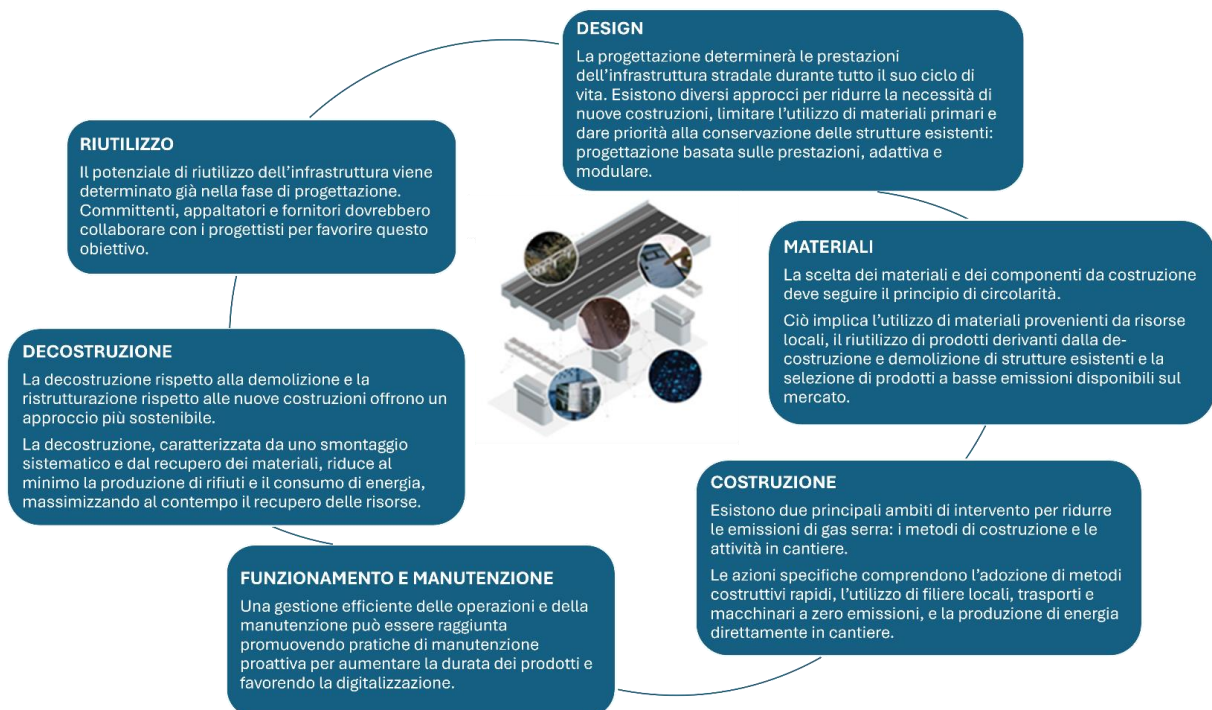 DESIGN
La progettazione determinerà le prestazioni
dell’infrastruttura stradale durante tutto il suo ciclo di
vita. Esistono diversi approcci per ridurre la necessità di
nuove costruzioni, limitare l’utilizzo di materiali primari e
dare priorità alla conservazione delle strutture esistenti:
progettazione basata sulle prestazioni, adattiva e
modulare.
MATERIALI
La scelta dei materiali e dei componenti da costruzione
deve seguire il principio di circolarità.
Ciò implica l’utilizzo di materiali provenienti da risorse
locali, il riutilizzo di prodotti derivanti dalla de-
costruzione e demolizione di strutture esistenti e la
selezione di prodotti a basse emissioni disponibili sul
mercato.
COSTRUZIONE
Esistono due principali ambiti di intervento per ridurre
le emissioni di gas serra: i metodi di costruzione e le
attività in cantiere.
Le azioni specifiche comprendono l’adozione di metodi
costruttivi rapidi, l’utilizzo di filiere locali, trasporti e
macchinari a zero emissioni, e la produzione di energia
direttamente in cantiere.
FUNZIONAMENTO E MANUTENZIONE
Una gestione efficiente delle operazioni e della
manutenzione può essere raggiunta
promuovendo pratiche di manutenzione
proattiva per aumentare la durata dei prodotti e
favorendo la digitalizzazione.
DECOSTRUZIONE
La decostruzione rispetto alla demolizione e la
ristrutturazione rispetto alle nuove costruzioni offrono un
approccio più sostenibile.
La decostruzione, caratterizzata da uno smontaggio
sistematico e dal recupero dei materiali, riduce al
minimo la produzione di rifiuti e il consumo di energia,
massimizzando al contempo il recupero delle risorse.
RIUTILIZZO
Il potenziale di riutilizzo dell’infrastruttura viene
determinato già nella fase di progettazione.
Committenti, appaltatori e fornitori dovrebbero
collaborare con i progettisti per favorire questo
obiettivo.